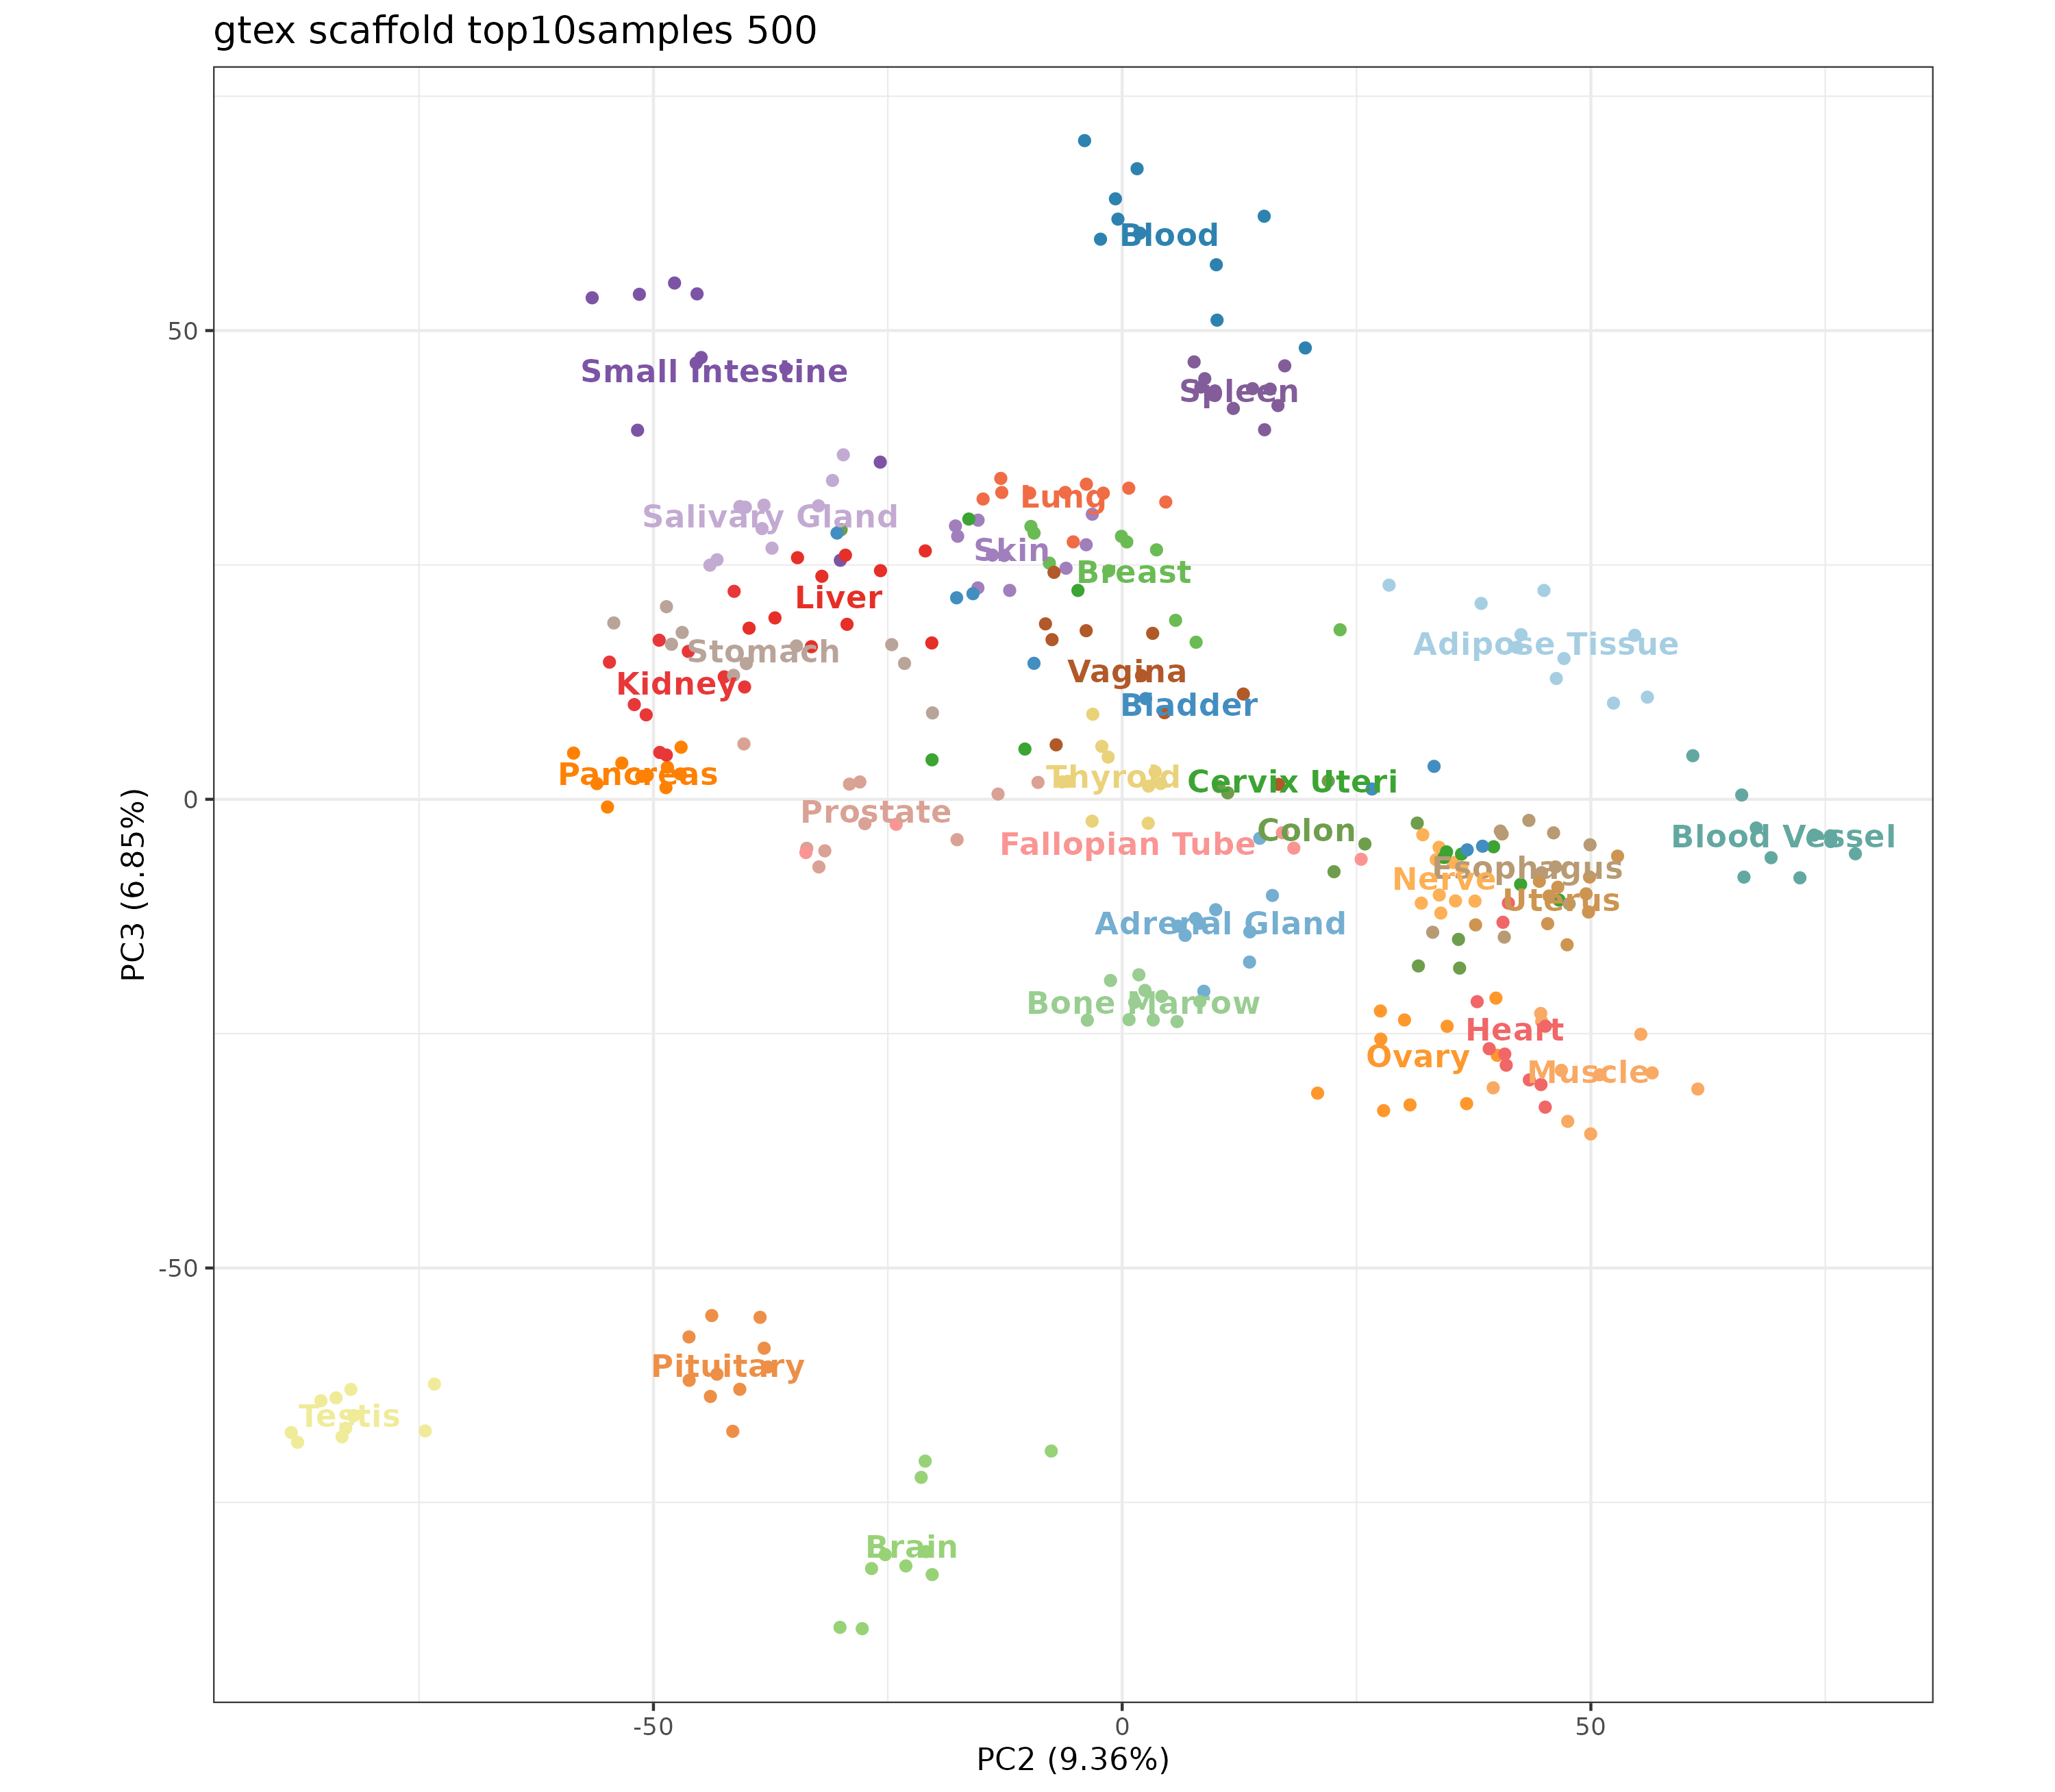 gtex scaffold top10samples 500
Blood
50
Small Intestine
Spleen
Lung
Salivary Gland
Skin
Breast
Liver
Adipose Tissue
Stomach
Vagina
Kidney
Bladder
Pancreas
Thyroid
Cervix Uteri
0
Prostate
Colon
Blood Vessel
Fallopian Tube
Esophagus
Nerve
Uterus
Adrenal Gland
Bone Marrow
Heart
Ovary
Muscle
-50
Pituitary
Testis
Brain
PC3 (6.85%)
-50 0 50
PC2 (9.36%)